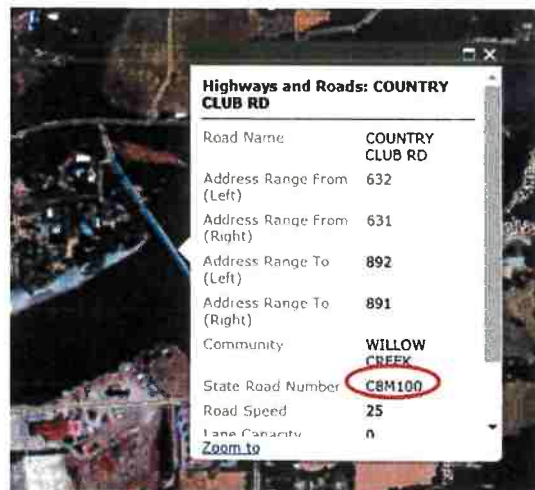 Highways and Roads: COUNTRY
CLUB RD
Road Name COUNTRY
CLUB RD
Address Range From 632
(Left)
Address Range From 631
(Right)
Address Range To 892
(Left)
Address Range To 891
(Right)
Community WILLOW
CREEK
State Road Number C8M100
Road Speed 25
Lane Capacity 0
Zoom to